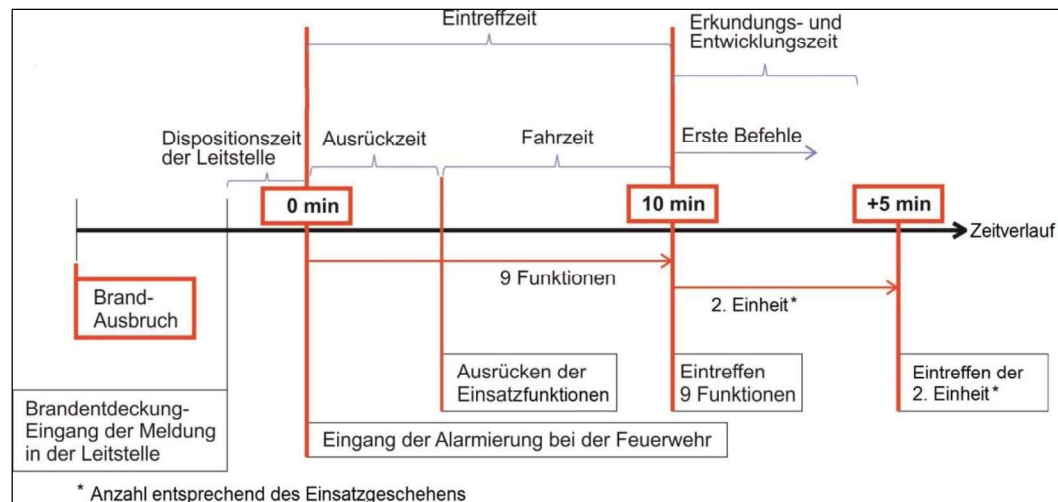 Eintreffzeit
Erkundungs- und
Entwicklungszeit
Dispositionszeit
der Leitstelle
Ausrückzeit
Fahrzeit
Erste Befehle
0 min
10 min
+5 min
Zeitverlauf
9 Funktionen
2. Einheit*
Brand-
Ausbruch
Ausrücken der
Einsatzfunktionen
Eintreffen
9 Funktionen
Eintreffen der
2. Einheit*
Brandentdeckung-
Eingang der Meldung
in der Leitstelle
Eingang der Alarmierung bei der Feuerwehr
* Anzahl entsprechend des Einsatzgeschehens